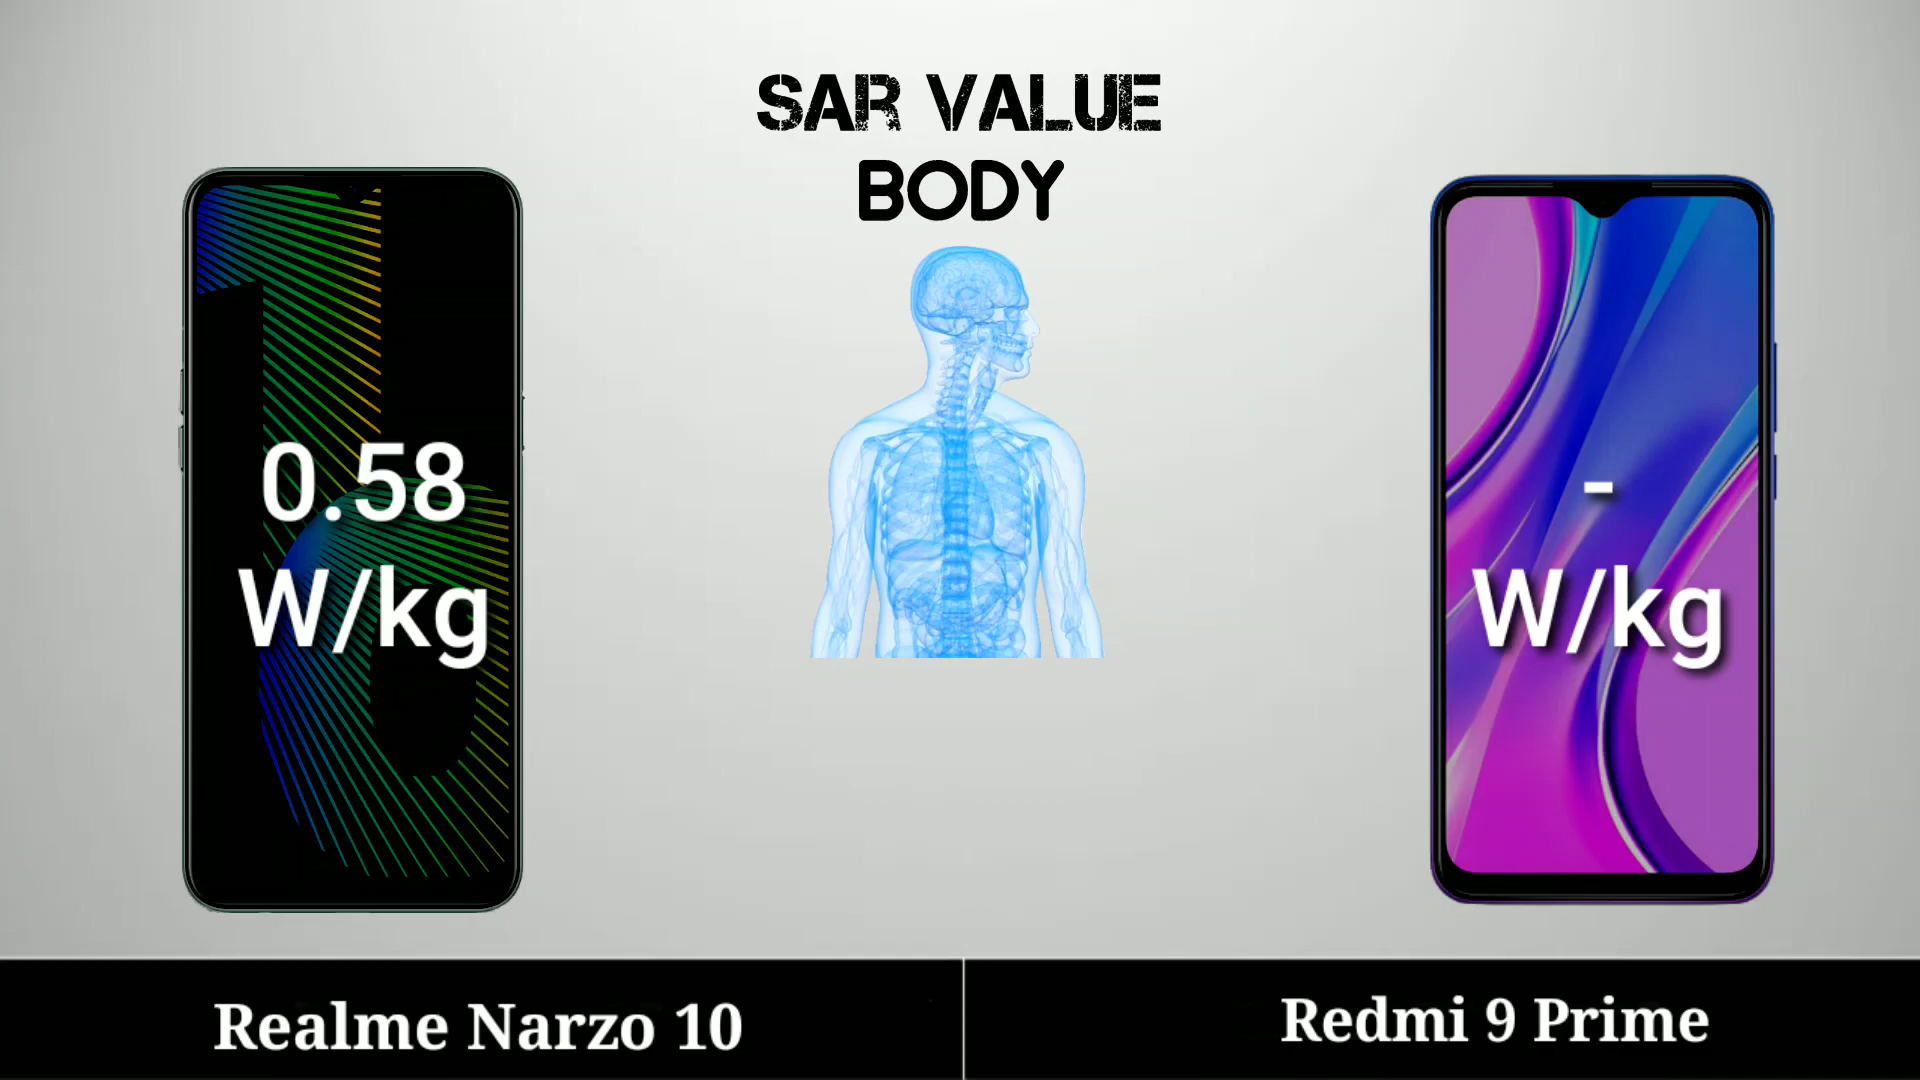 SAR VALUE
BODY
0.58
W/kg
-
W/kg
Realme Narzo 10
Redmi 9 Prime